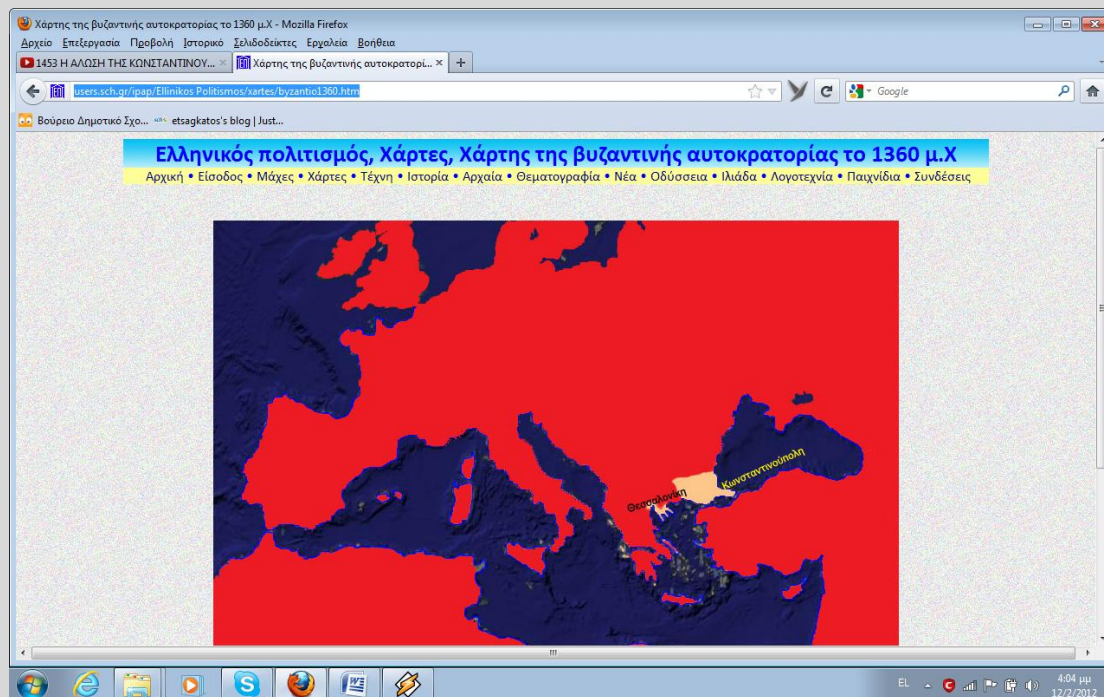 Χάρτης της βυζαντινής αυτοκρατορίας το 1360 μ.Χ - Mozilla Firefox
Αρχείο Επεξεργασία Προβολή Ιστορικό Σελιδοδείκτες Εργαλεία Βοήθεια
1453 Η ΑΛΩΣΗ ΤΗΣ ΚΩΝΣΤΑΝΤΙΝΟΥ... Χάρτης της βυζαντινής αυτοκρατορί...
users.sch.gr/ipap/Ellinikos Politismos/xartes/byzantio1360.htm Google
Βούρειο Δημοτικό Σχο... etsagkatos's blog | Just...
Ελληνικός πολιτισμός, Χάρτες, Χάρτης της βυζαντινής αυτοκρατορίας το 1360 μ.Χ
Αρχική • Είσοδος • Μάχες • Χάρτες • Τέχνη • Ιστορία • Αρχαία • Θεματογραφία • Νέα • Οδύσσεια • Ιλιάδα • Λογοτεχνία • Παιχνίδια • Συνδέσεις
Κωνσταντινούπολη
Θεσσαλονίκη
EL 4:04 μμ
12/2/2012